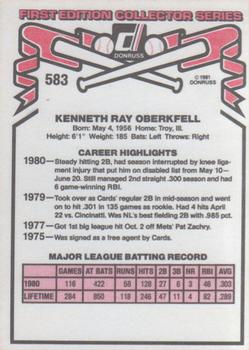 FIRST EDITION COLLECTOR SERIES
DONRUSS
583
© 1981
DONRUSS
KENNETH RAY OBERKFELL
Born: May 4, 1956 Home: Troy, Ill.
Height: 6'1" Weight: 185 Bats: Left Throws: Right
CAREER HIGHLIGHTS
1980—Steady hitting 2B, had season interrupted by knee liga-
ment injury that put him on disabled list from May 10-
June 20. Still managed 2nd straight .300 season and had
6 game-winning RBI.
1979—Took over as Cards' regular 2B in mid-season and went
on to hit .301 in 135 games as rookie. Had 4 hits April
22 vs. Cincinnati. Was NL's best fielding 2B with .985 pct.
1977—Got 1st big league hit Oct. 2 off Mets' Pat Zachry.
1975—Was signed as a free agent by Cards.
MAJOR LEAGUE BATTING RECORD
GAMES AT BATS RUNS HITS 2B 3B HR RBI AVG
1980 116 422 58 128 27 6 3 46 .303
LIFETIME 284 850 118 246 47 11 4 82 .289